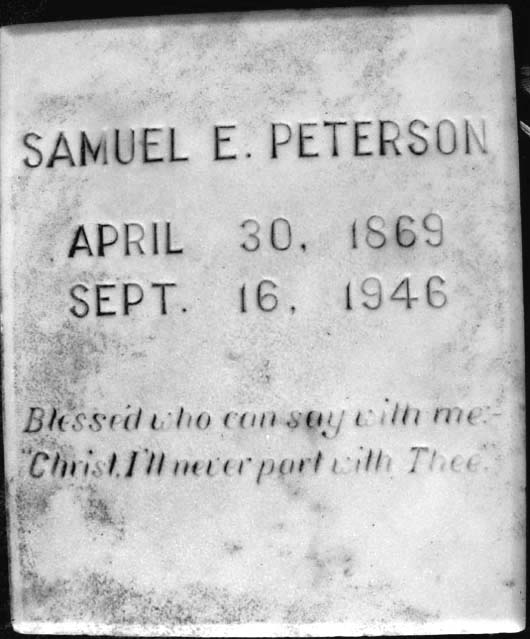 SAMUEL E. PETERSON
APRIL 30, 1869
SEPT. 16, 1946
Blessed who can say with me:-
"Christ, I'll never part with Thee."